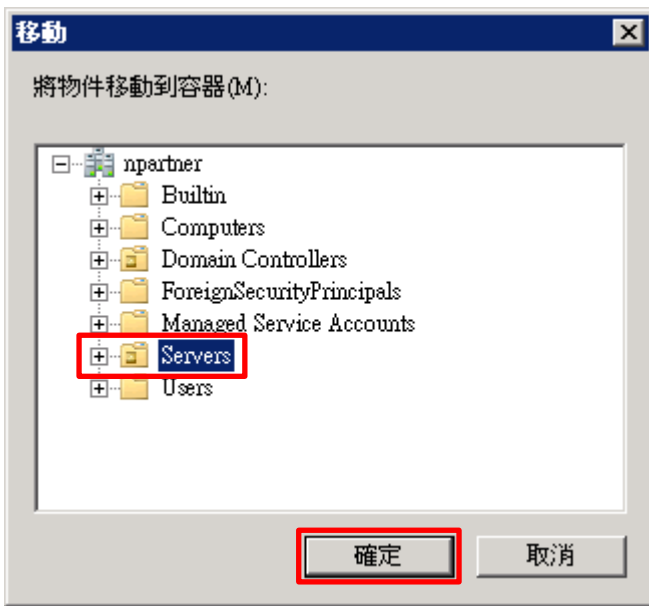 移動
將物件移動到容器(M):
npartner
Builtin
Computers
Domain Controllers
ForeignSecurityPrincipals
Managed Service Accounts
Servers
Users
確定 取消